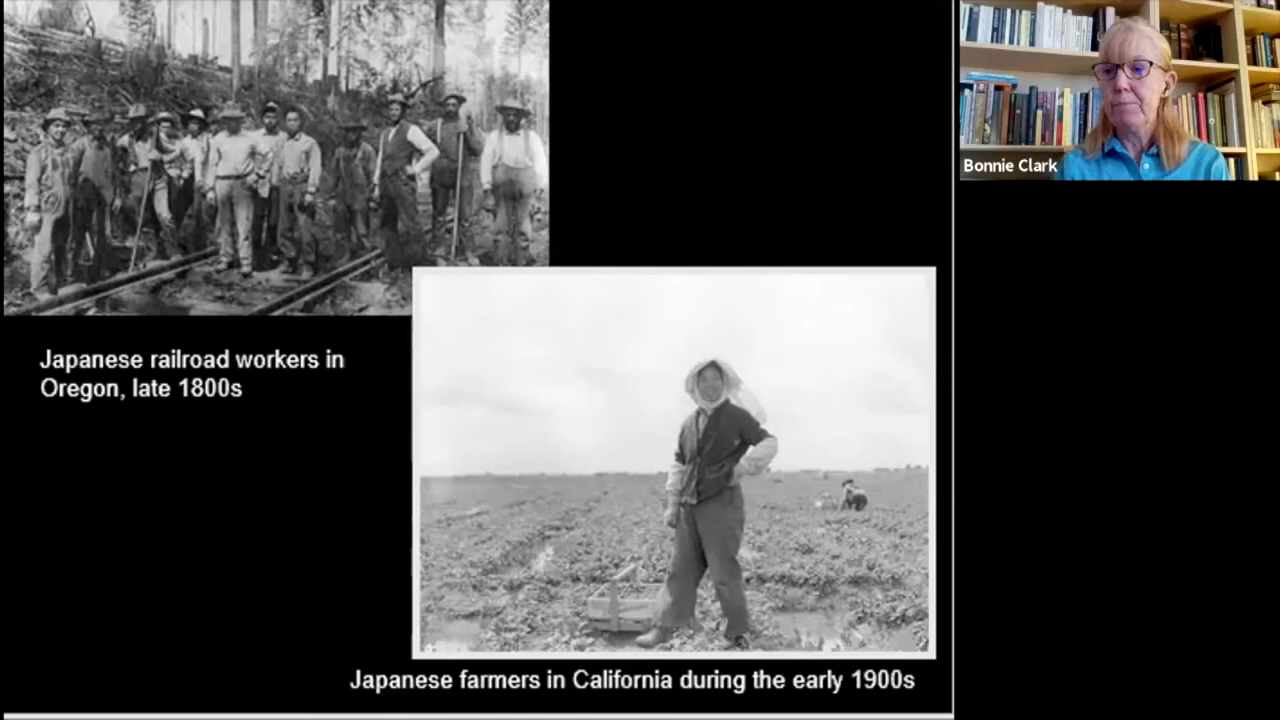 Japanese railroad workers in
Oregon, late 1800s
Japanese farmers in California during the early 1900s
Bonnie Clark